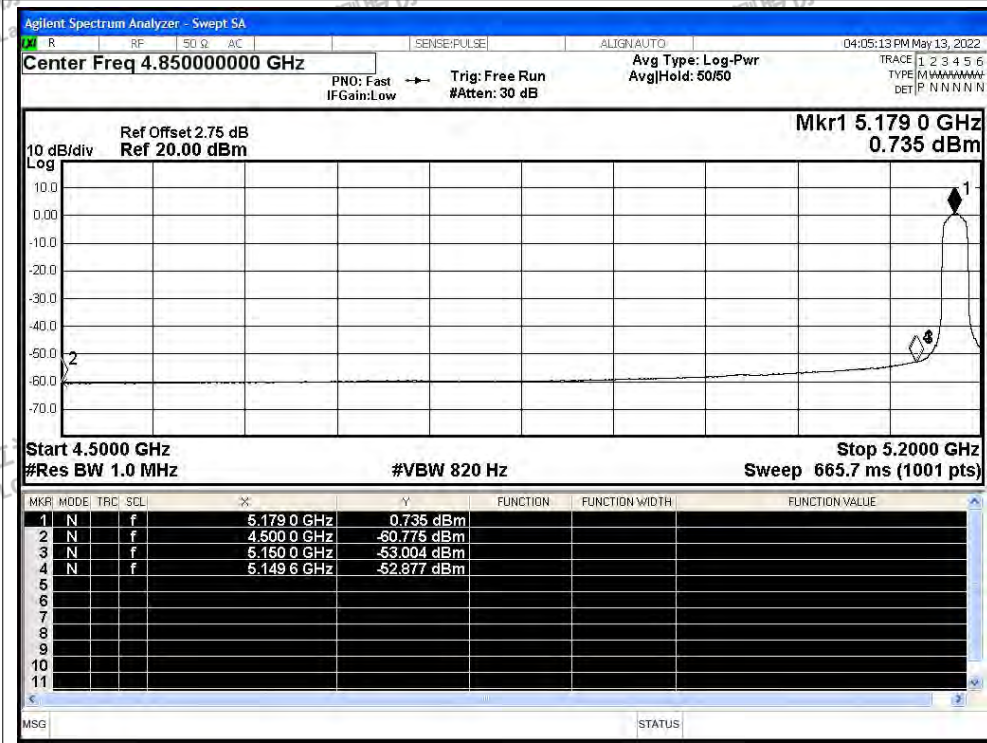 Agilent Spectrum Analyzer - Swept SA
R RF 50 Ω AC SENSE:PULSE ALIGN AUTO 04:05:13 PM May 13, 2022
Center Freq 4.850000000 GHz
PNO: Fast
IFGain:Low
Trig: Free Run
#Atten: 30 dB
Avg Type: Log-Pwr
Avg|Hold: 50/50
TRACE 1 2 3 4 5 6
TYPE M
DET P N N N N N
Mkr1 5.179 0 GHz
0.735 dBm
Ref Offset 2.75 dB
10 dB/div Ref 20.00 dBm
Log
10.0
0.00
-10.0
-20.0
-30.0
-40.0
-50.0
-60.0
-70.0
1
2
Start 4.5000 GHz Stop 5.2000 GHz
#Res BW 1.0 MHz #VBW 820 Hz Sweep 665.7 ms (1001 pts)
MKR MODE TRC SCL X Y FUNCTION FUNCTION WIDTH FUNCTION VALUE
1 N f 5.179 0 GHz 0.735 dBm
2 N f 4.500 0 GHz -60.775 dBm
3 N f 5.150 0 GHz -53.004 dBm
4 N f 5.149 6 GHz -52.877 dBm
5
6
7
8
9
10
11
MSG STATUS